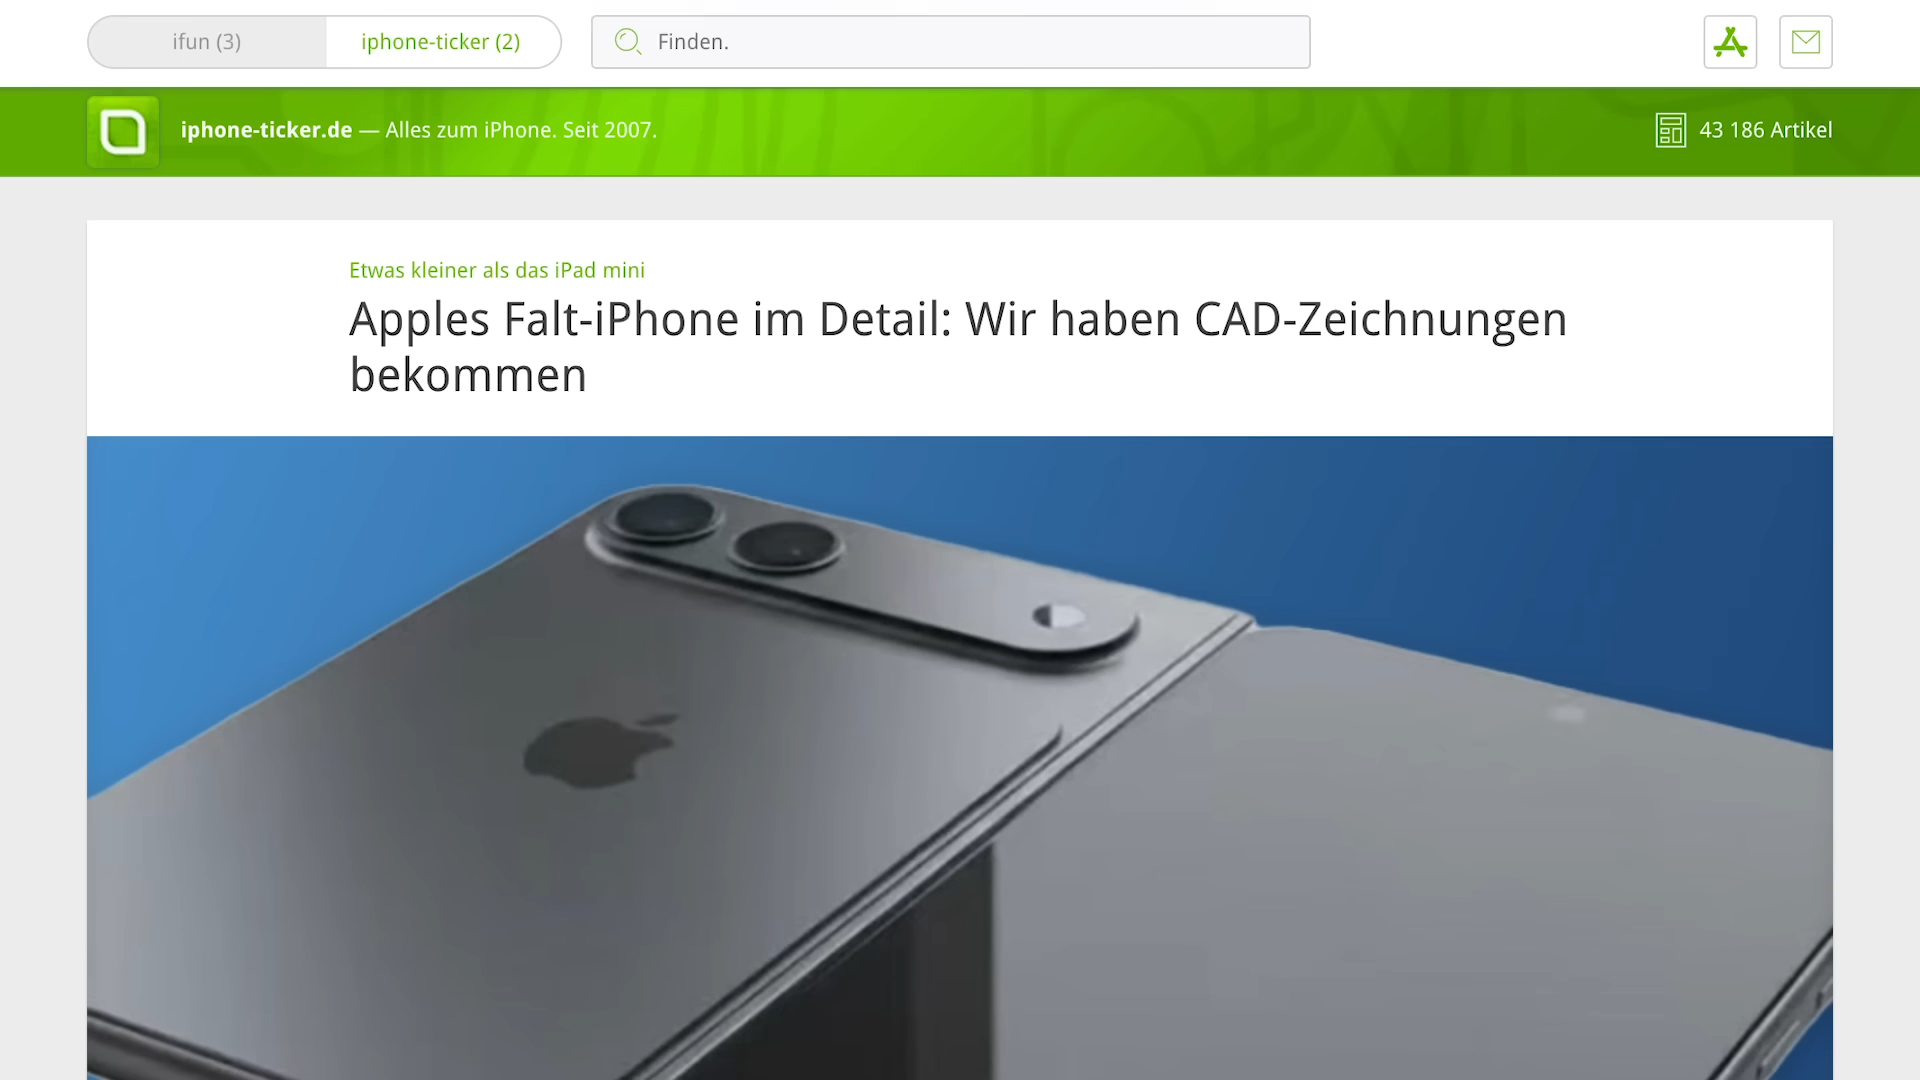 ifun (3)
iphone-ticker (2)
Finden.
iphone-ticker.de — Alles zum iPhone. Seit 2007.
43 186 Artikel
Etwas kleiner als das iPad mini
Apples Falt-iPhone im Detail: Wir haben CAD-Zeichnungen
bekommen